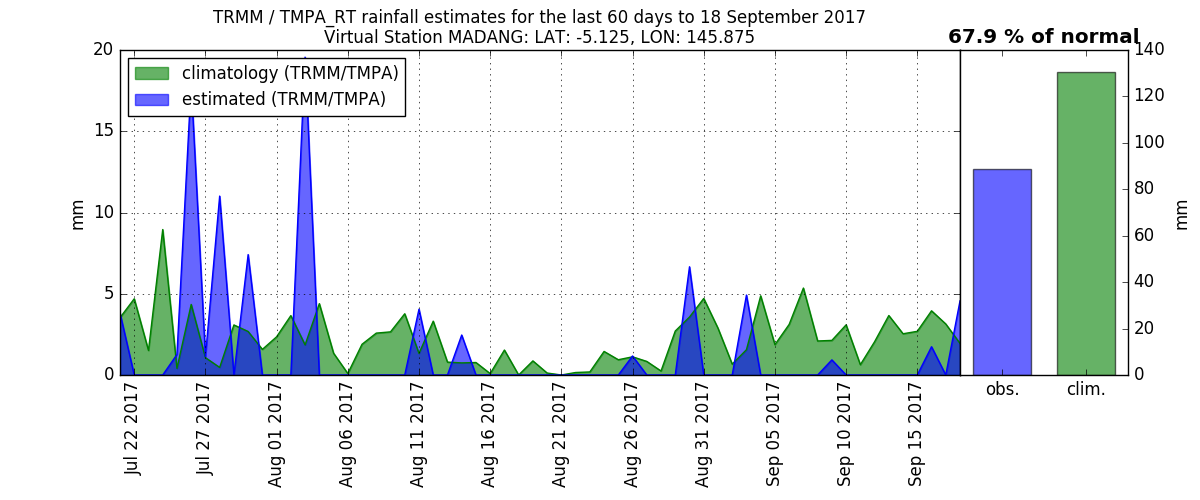 TRMM / TMPA_RT rainfall estimates for the last 60 days to 18 September 2017
Virtual Station MADANG: LAT: -5.125, LON: 145.875
67.9 % of normal
climatology (TRMM/TMPA)
estimated (TRMM/TMPA)
mm
20
15
10
5
0
Jul 22 2017
Jul 27 2017
Aug 01 2017
Aug 06 2017
Aug 11 2017
Aug 16 2017
Aug 21 2017
Aug 26 2017
Aug 31 2017
Sep 05 2017
Sep 10 2017
Sep 15 2017
obs.
clim.
140
120
100
80
60
40
20
0
mm